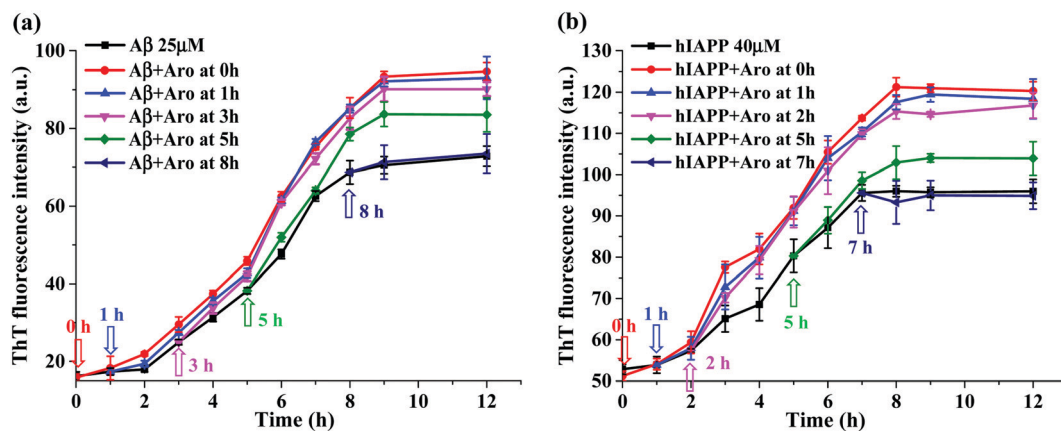 (a)
Aβ 25μM
Aβ+Aro at 0h
Aβ+Aro at 1h
Aβ+Aro at 3h
Aβ+Aro at 5h
Aβ+Aro at 8h
ThT fluorescence intensity (a.u.)
100
80
60
40
20
0 h
1 h
3 h
5 h
8 h
0 2 4 6 8 10 12
Time (h)
(b)
hIAPP 40μM
hIAPP+Aro at 0h
hIAPP+Aro at 1h
hIAPP+Aro at 2h
hIAPP+Aro at 5h
hIAPP+Aro at 7h
ThT fluorescence intensity (a.u.)
130
120
110
100
90
80
70
60
50
0 h
1 h
2 h
5 h
7 h
0 2 4 6 8 10 12
Time (h)